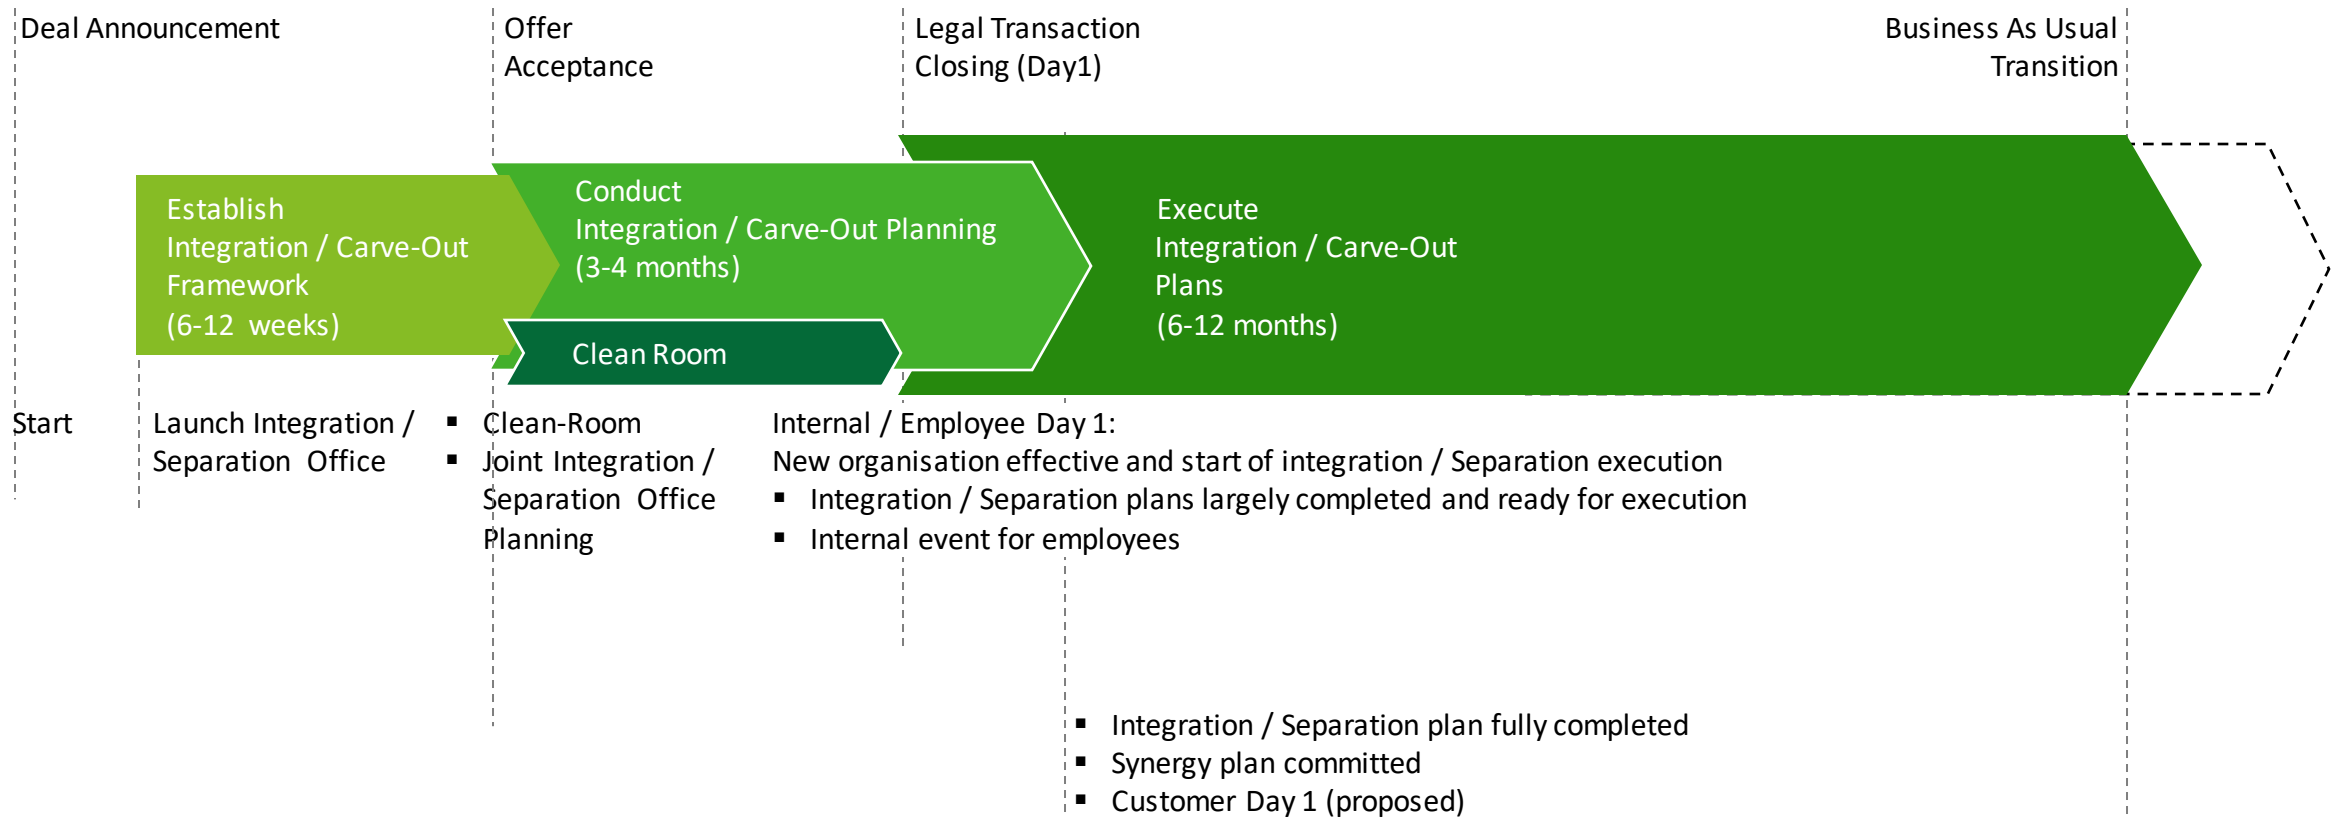 Deal Announcement
Offer
Acceptance
Legal Transaction
Closing (Day1)
Business As Usual
Transition
Establish
Integration / Carve-Out
Framework
(6-12 weeks)
Conduct
Integration / Carve-Out Planning
(3-4 months)
Clean Room
Execute
Integration / Carve-Out
Plans
(6-12 months)
Start
Launch Integration /
Separation Office
▪ Clean-Room
▪ Joint Integration /
Separation Office
Planning
Internal / Employee Day 1:
New organisation effective and start of integration / Separation execution
▪ Integration / Separation plans largely completed and ready for execution
▪ Internal event for employees
▪ Integration / Separation plan fully completed
▪ Synergy plan committed
▪ Customer Day 1 (proposed)